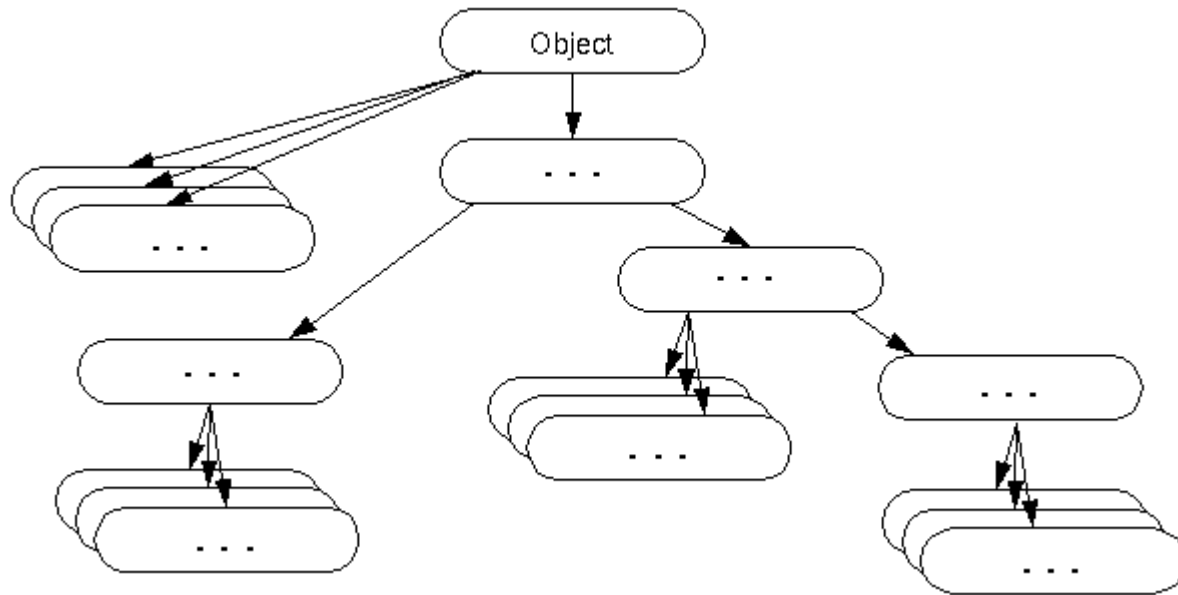 Object
. . .
. . .
. . .
. . .
. . .
. . .
. . .
. . .